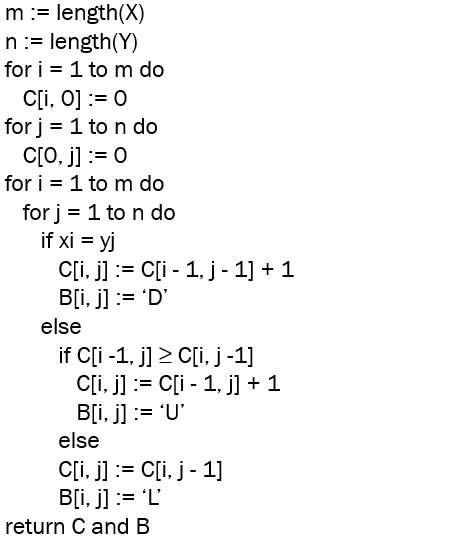 m := length(X)
n := length(Y)
for i = 1 to m do
C[i, 0] := 0
for j = 1 to n do
C[0, j] := 0
for i = 1 to m do
for j = 1 to n do
if xi = yj
C[i, j] := C[i - 1, j - 1] + 1
B[i, j] := ‘D’
else
if C[i -1, j] ≥ C[i, j -1]
C[i, j] := C[i - 1, j] + 1
B[i, j] := ‘U’
else
C[i, j] := C[i, j - 1]
B[i, j] := ‘L’
return C and B